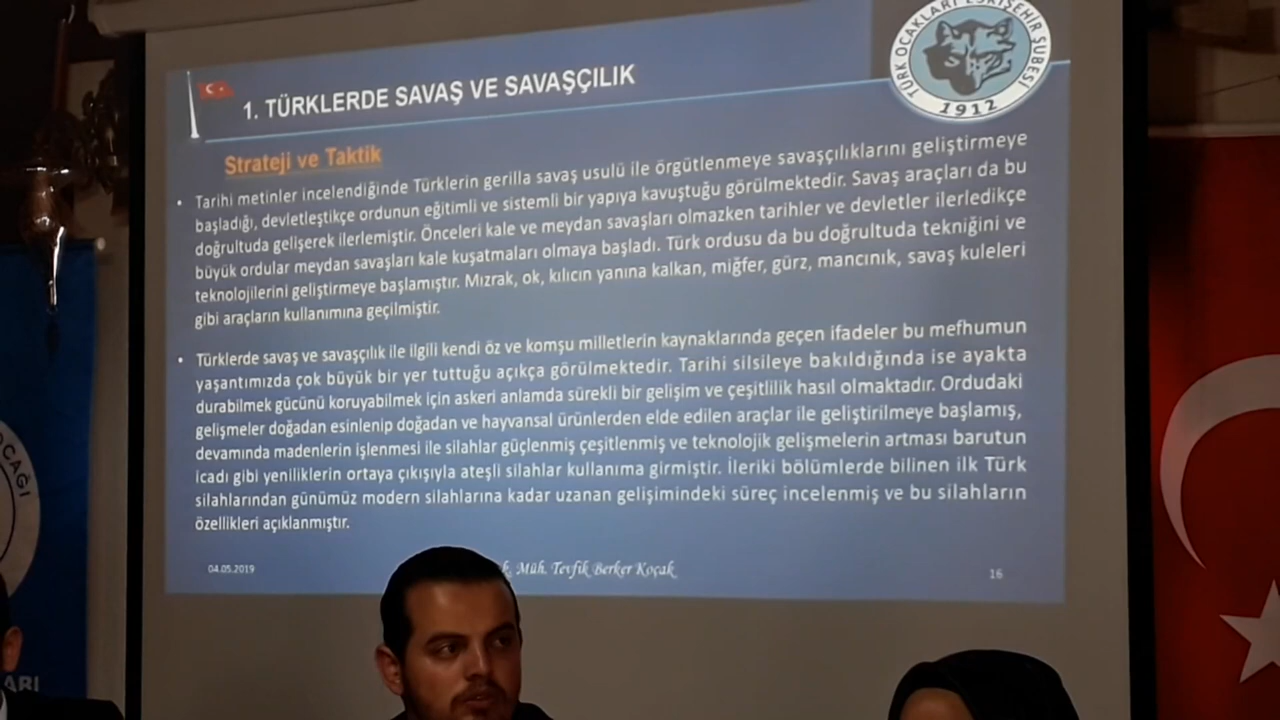 TÜRK OCAKLARI ESKİŞEHİR ŞUBESİ
1912
1. TÜRKLERDE SAVAŞ VE SAVAŞÇILIK
Strateji ve Taktik
• Tarihi metinler incelendiğinde Türklerin gerilla savaş usulü ile örgütlenmeye savaşçılıklarını geliştirmeye
başladığı, devletleştikçe ordunun eğitimli ve sistemli bir yapıya kavuştuğu görülmektedir. Savaş araçları da bu
doğrultuda gelişerek ilerlemiştir. Önceleri kale ve meydan savaşları olmazken tarihler ve devletler ilerledikçe
büyük ordular meydan savaşları kale kuşatmaları olmaya başladı. Türk ordusu da bu doğrultuda tekniğini ve
teknolojilerini geliştirmeye başlamıştır. Mızrak, ok, kılıcın yanına kalkan, miğfer, gürz, mancınık, savaş kuleleri
gibi araçların kullanımına geçilmiştir.
• Türklerde savaş ve savaşçılık ile ilgili kendi öz ve komşu milletlerin kaynaklarında geçen ifadeler bu mefhumun
yaşantımızda çok büyük bir yer tuttuğu açıkça görülmektedir. Tarihi silsileye bakıldığında ise ayakta
durabilmek gücünü koruyabilmek için askeri anlamda sürekli bir gelişim ve çeşitlilik hasıl olmaktadır. Ordudaki
gelişmeler doğadan esinlenip doğadan ve hayvansal ürünlerden elde edilen araçlar ile geliştirilmeye başlamış,
devamında madenlerin işlenmesi ile silahlar güçlenmiş çeşitlenmiş ve teknolojik gelişmelerin artması barutun
icadı gibi yeniliklerin ortaya çıkışıyla ateşli silahlar kullanıma girmiştir. İleriki bölümlerde bilinen ilk Türk
silahlarından günümüz modern silahlarına kadar uzanan gelişimindeki süreç incelenmiş ve bu silahların
özellikleri açıklanmıştır.
04.05.2019
Müh. Tevfik Berker Koçak
16
OCAĞI
ARI